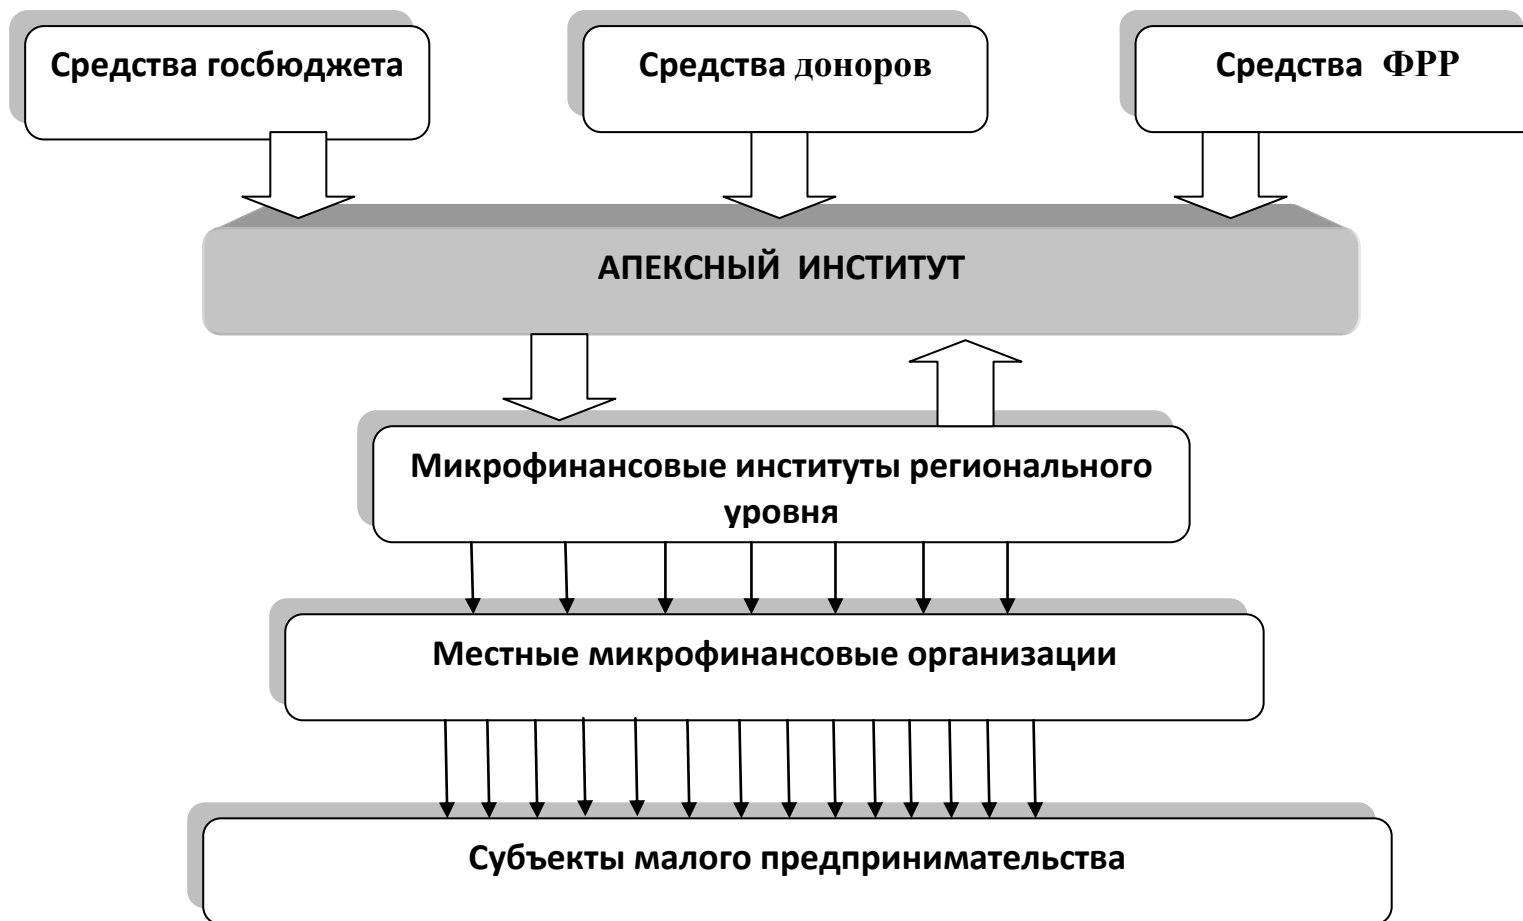 Средства госбюджета
Средства доноров
Средства ФРР
АПЕКСНЫЙ ИНСТИТУТ
Микрофинансовые институты регионального
уровня
Местные микрофинансовые организации
Субъекты малого предпринимательства